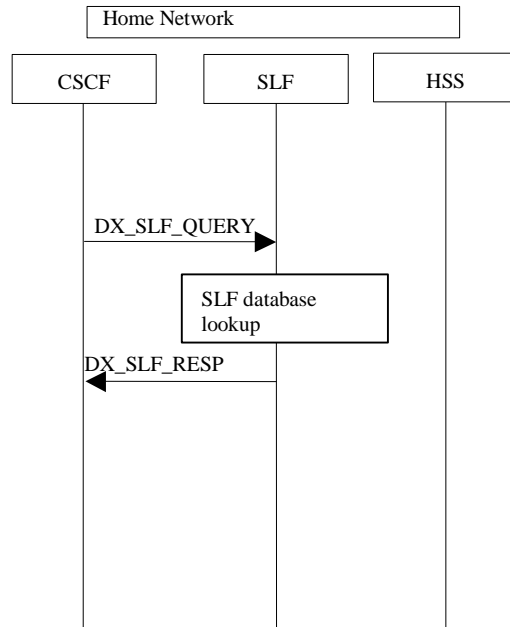 Home Network
CSCF
SLF
HSS
DX_SLF_QUERY
SLF database
lookup
DX_SLF_RESP